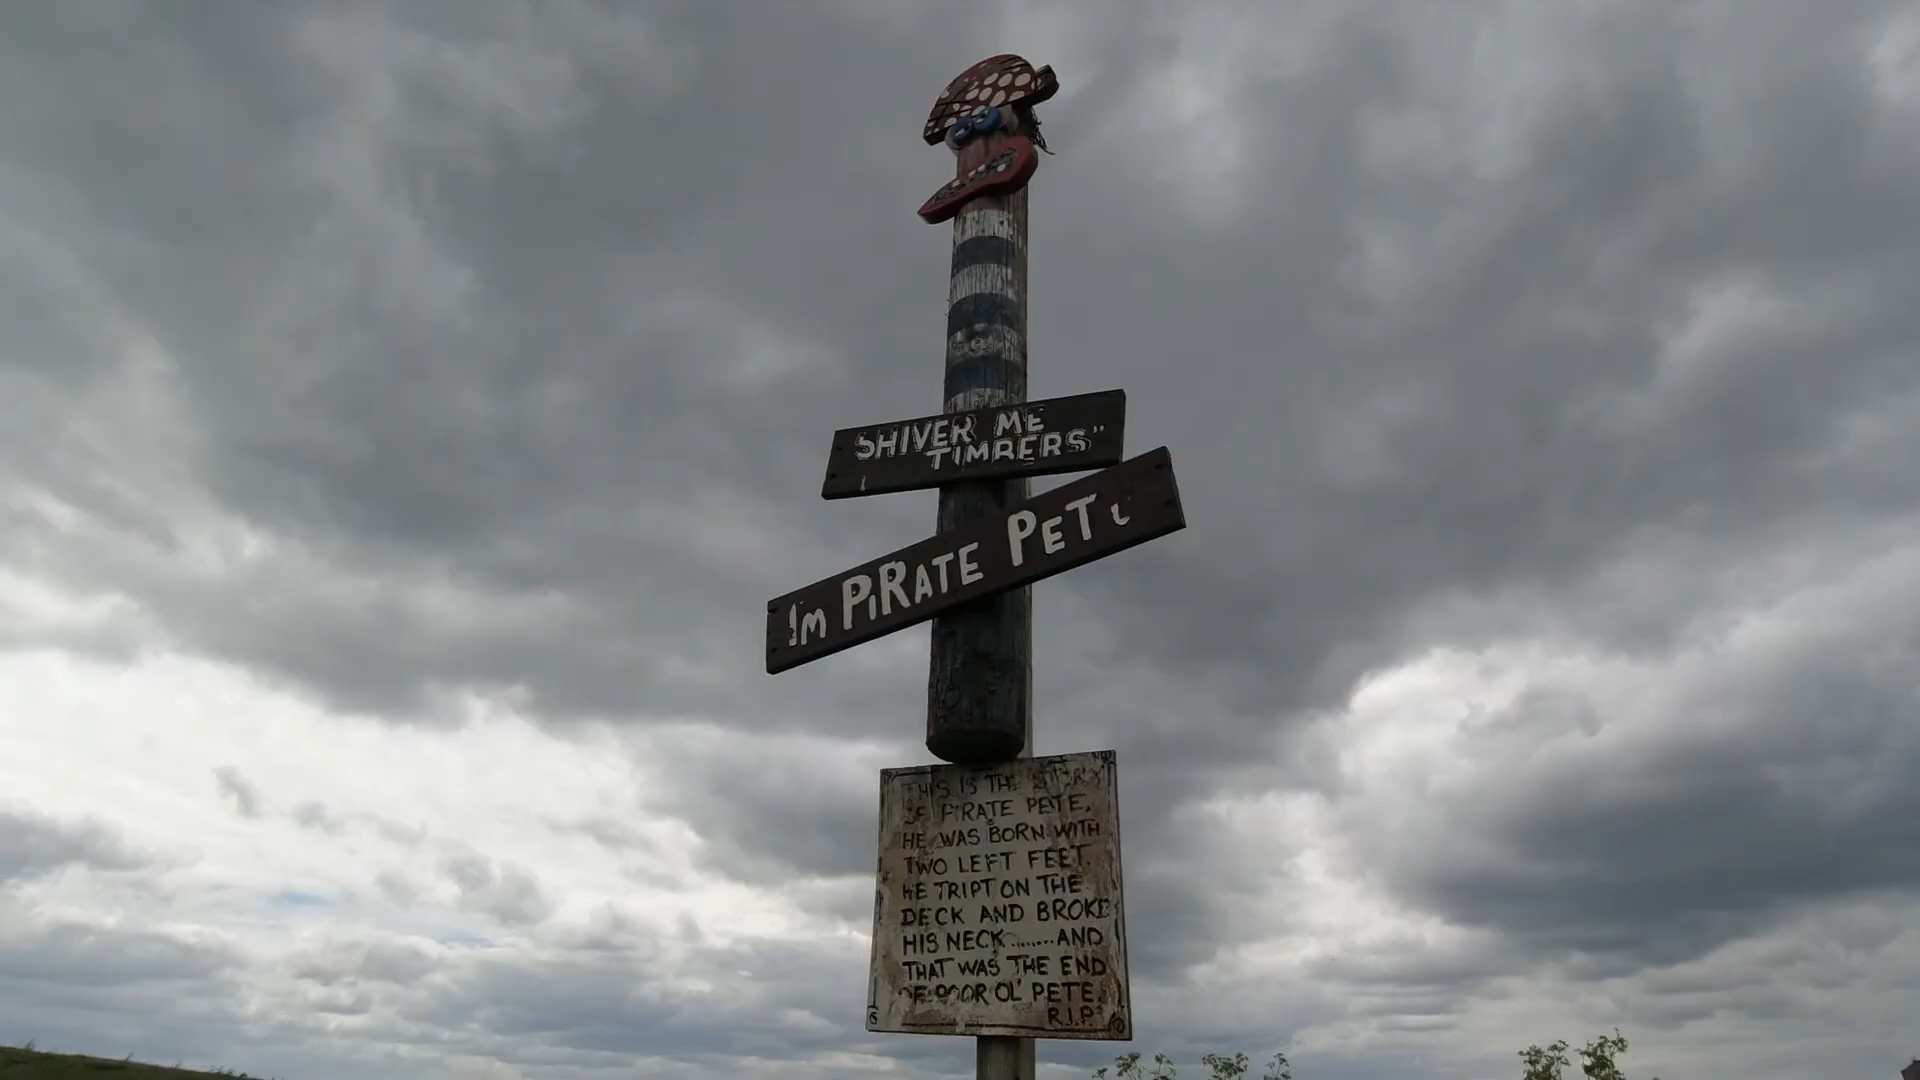 SHIVER ME
TIMBERS"
I'm PiRATE PET
THIS IS THE STORY
OF PIRATE PETE.
HE WAS BORN WITH
TWO LEFT FEET.
HE TRIPT ON THE
DECK AND BROKE
HIS NECK........AND
THAT WAS THE END
OF POOR OL' PETE.
R.I.P.